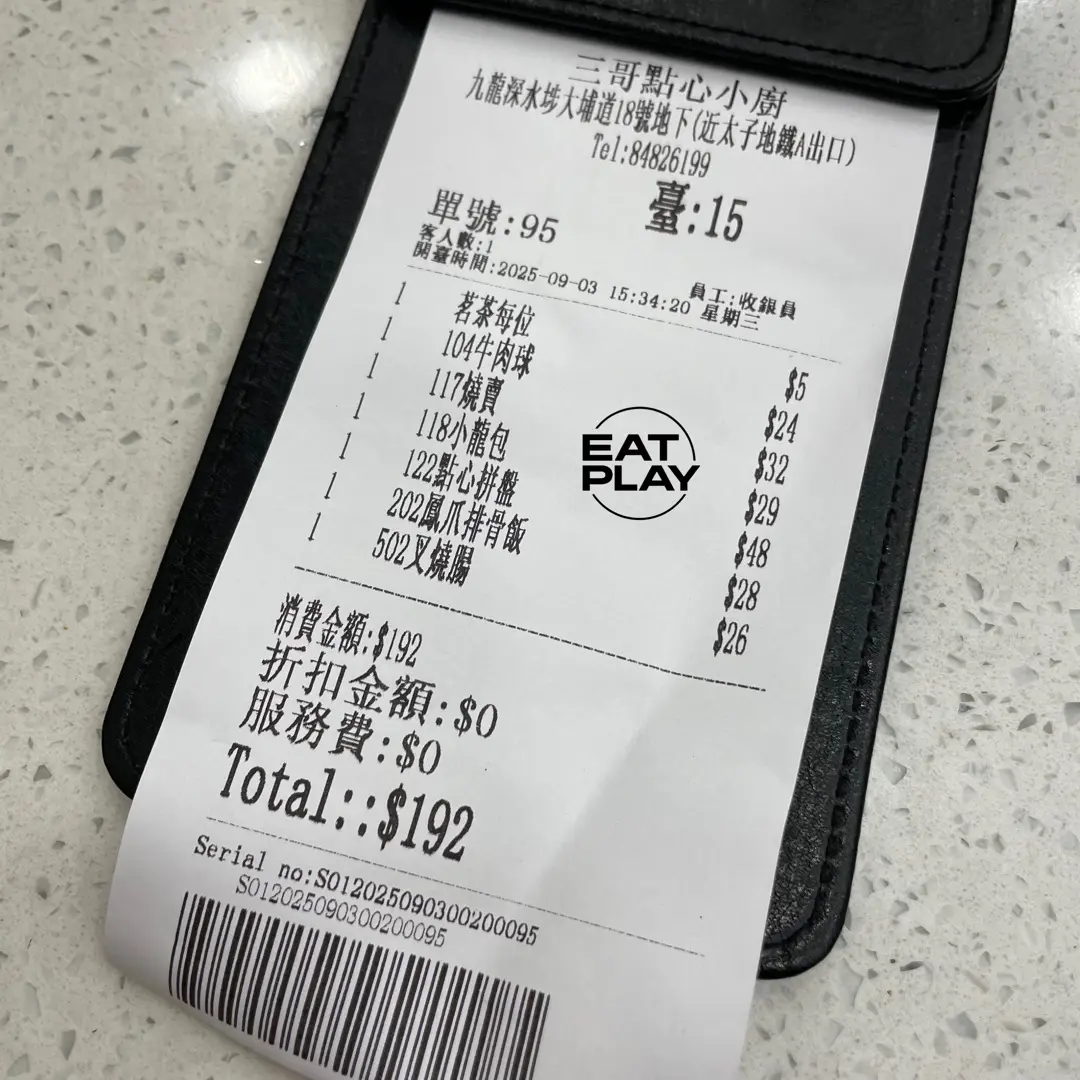 三哥點心小廚
九龍深水埗大埔道18號地下(近太子地鐵A出口)
Tel:84826199
臺:15
單號:95
客人數:1
員工:收銀員
開臺時間:2025-09-03 15:34:20 星期三
1 茗茶每位 $5
1 104牛肉球 $24
1 117燒賣 $32
1 118小龍包 $29
1 122點心拼盤 $48
1 202鳳爪排骨飯 $28
1 502叉燒腸 $26
EAT
PLAY
消費金額:$192
折扣金額:$0
服務費:$0
Total::$192
Serial no:S012025090300200095
S012025090300200095